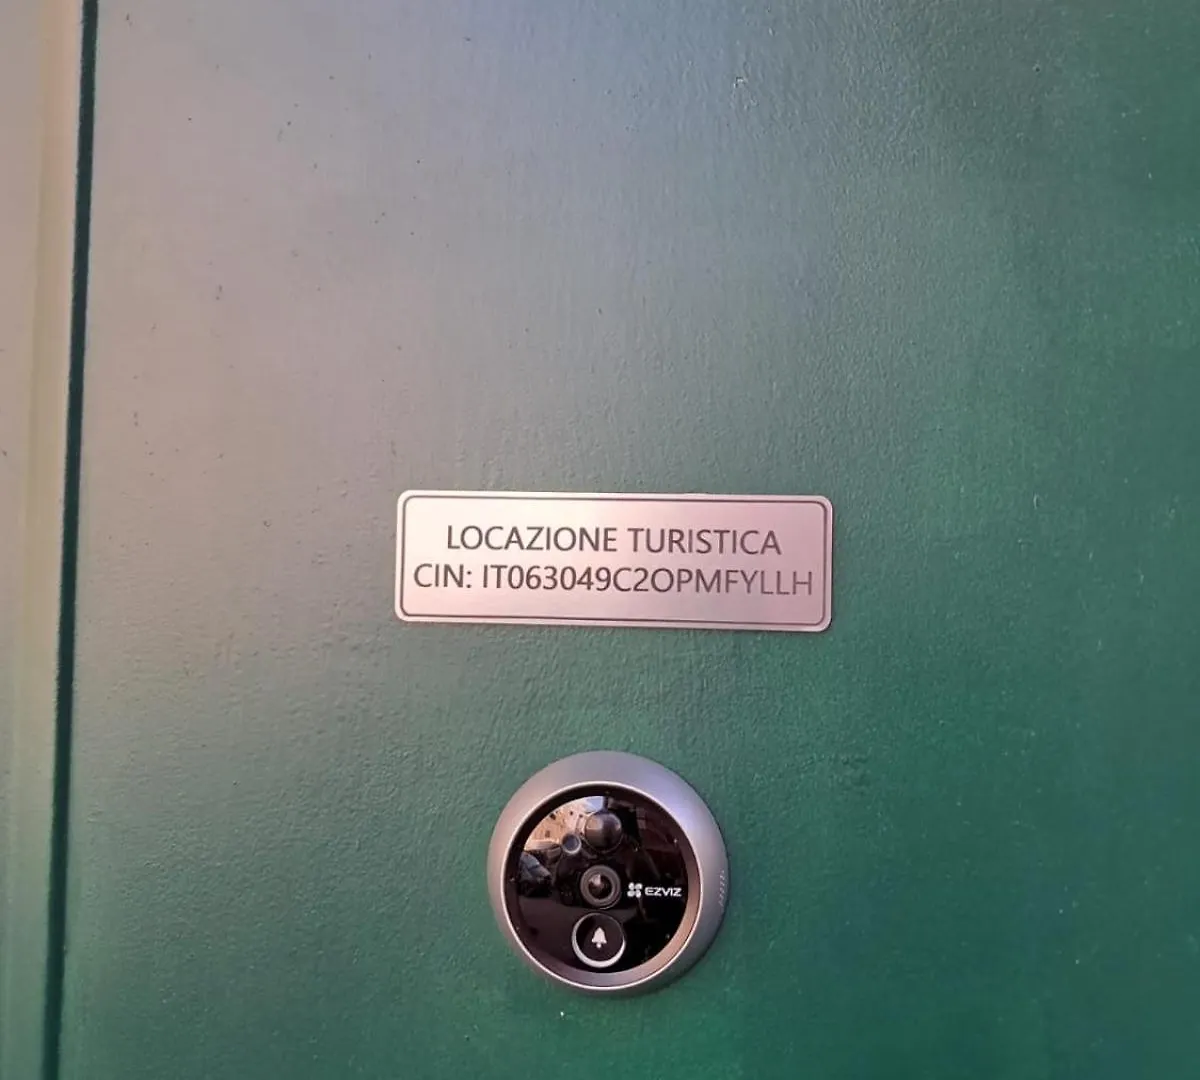 LOCAZIONE TURISTICA
CIN: IT063049C2OPMFYLLH
EZVIZ